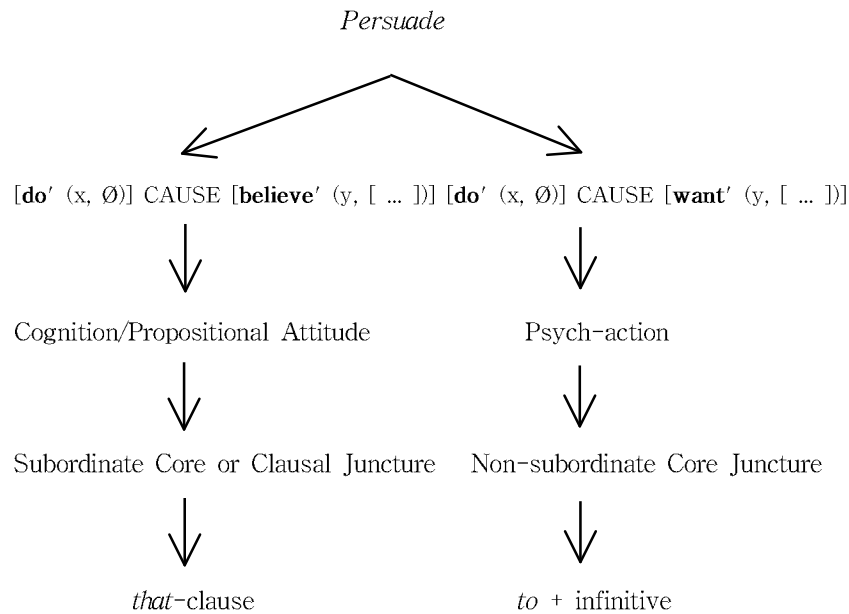 Persuade
[do′ (x, Ø)] CAUSE [believe′ (y, [ ... ])] [do′ (x, Ø)] CAUSE [want′ (y, [ ... ])]
Cognition/Propositional Attitude Psych-action
Subordinate Core or Clausal Juncture Non-subordinate Core Juncture
that-clause to + infinitive